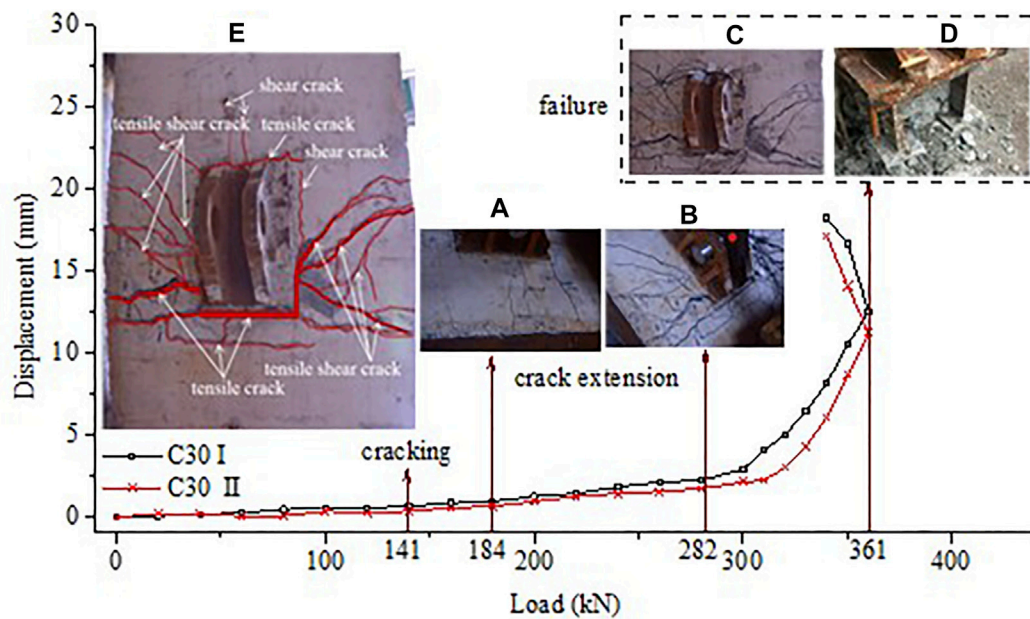 30
25
20
15
10
5
0
Displacement (mm)
E
shear crack
tensile shear crack
tensile crack
shear crack
tensile crack
tensile shear crack
C30 I
C30 II
cracking
A
B
crack extension
failure
C
D
0
100
141
184
200
282
300
361
400
Load (kN)